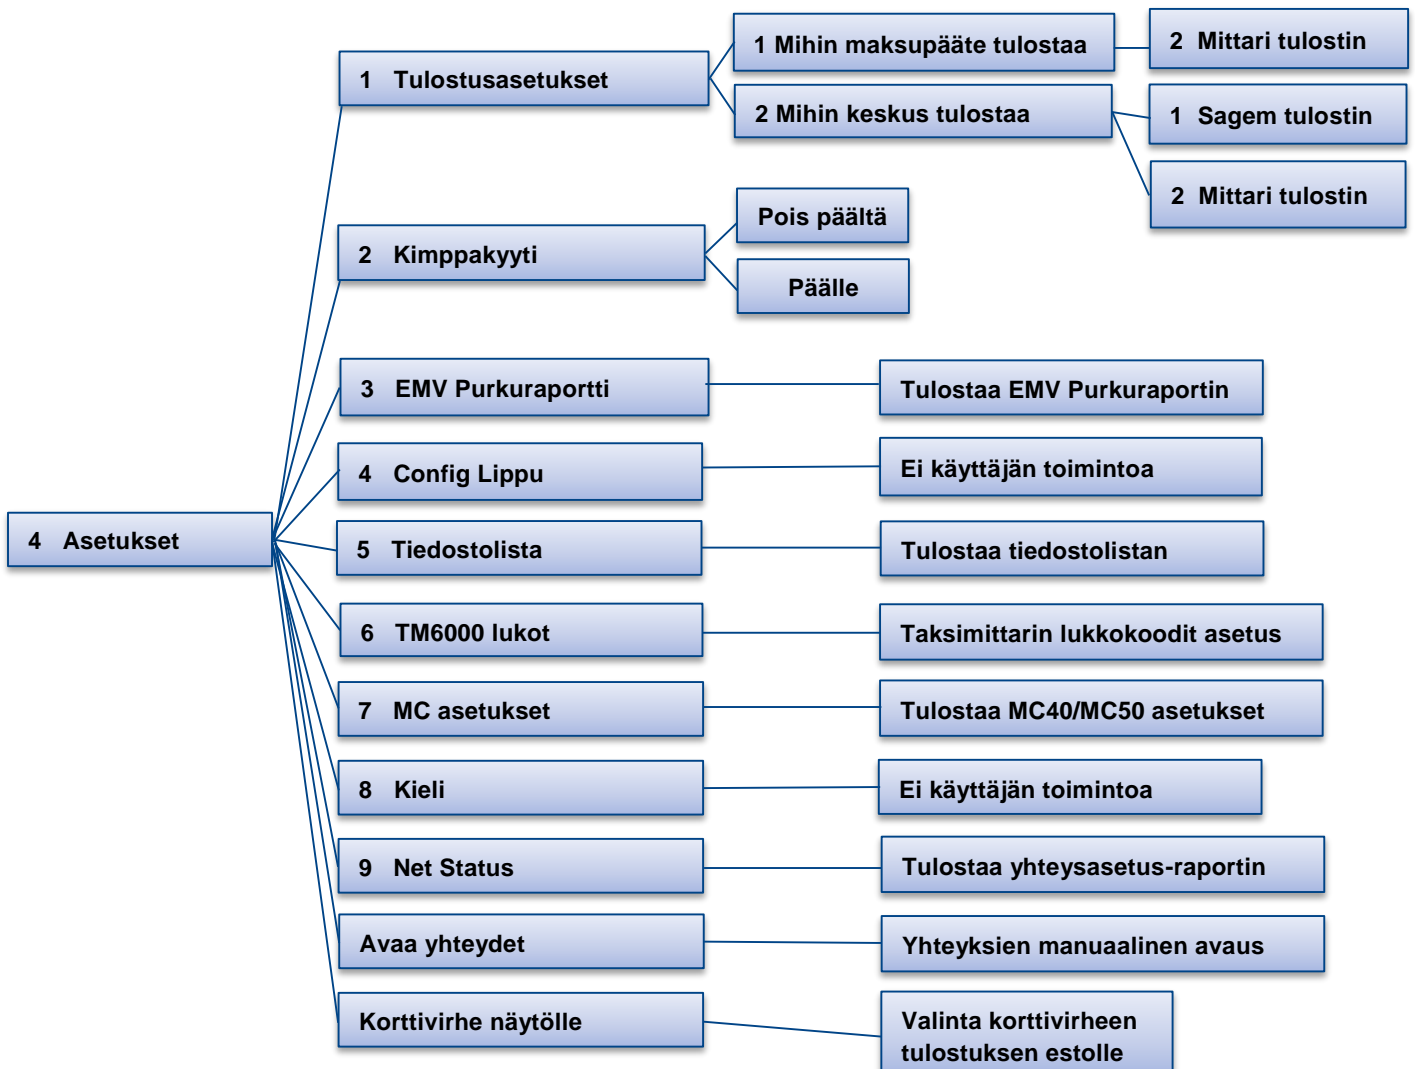 1 Mihin maksupääte tulostaa
2 Mittari tulostin
1 Tulostusasetukset
2 Mihin keskus tulostaa
1 Sagem tulostin
2 Mittari tulostin
Pois päältä
2 Kimppakyyti
Päälle
3 EMV Purkuraportti
Tulostaa EMV Purkuraportin
4 Config Lippu
Ei käyttäjän toimintoa
4 Asetukset
5 Tiedostolista
Tulostaa tiedostolistan
6 TM6000 lukot
Taksimittarin lukkokoodit asetus
7 MC asetukset
Tulostaa MC40/MC50 asetukset
8 Kieli
Ei käyttäjän toimintoa
9 Net Status
Tulostaa yhteysasetus-raportin
Avaa yhteydet
Yhteyksien manuaalinen avaus
Korttivirhe näytölle
Valinta korttivirheen
tulostuksen estolle